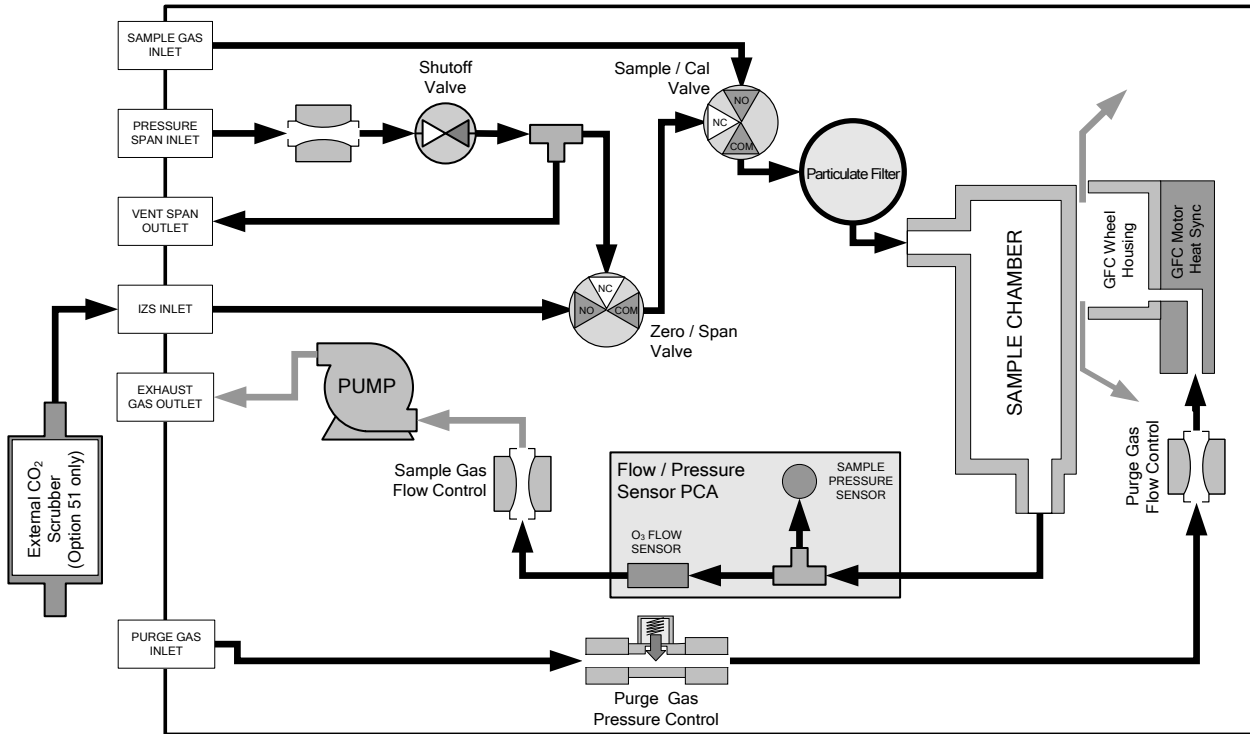 SAMPLE GAS
INLET
PRESSURE
SPAN INLET
VENT SPAN
OUTLET
IZS INLET
EXHAUST
GAS OUTLET
External CO₂
Scrubber
(Option 51 only)
PURGE GAS
INLET
Shutoff
Valve
Sample / Cal
Valve
NO
NC
COM
Particulate Filter
NC
NO
COM
Zero / Span
Valve
PUMP
Sample Gas
Flow Control
Flow / Pressure
Sensor PCA
SAMPLE
PRESSURE
SENSOR
O₃ FLOW
SENSOR
SAMPLE CHAMBER
GFC Wheel
Housing
GFC Motor
Heat Sync
Purge Gas
Flow Control
Purge Gas
Pressure Control